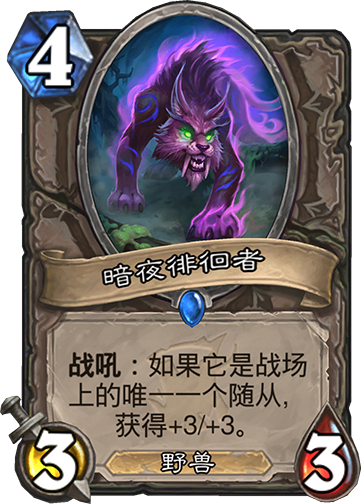 4
暗夜徘徊者
战吼：如果它是战场
上的唯一一个随从，
获得+3/+3。
野兽
3
3